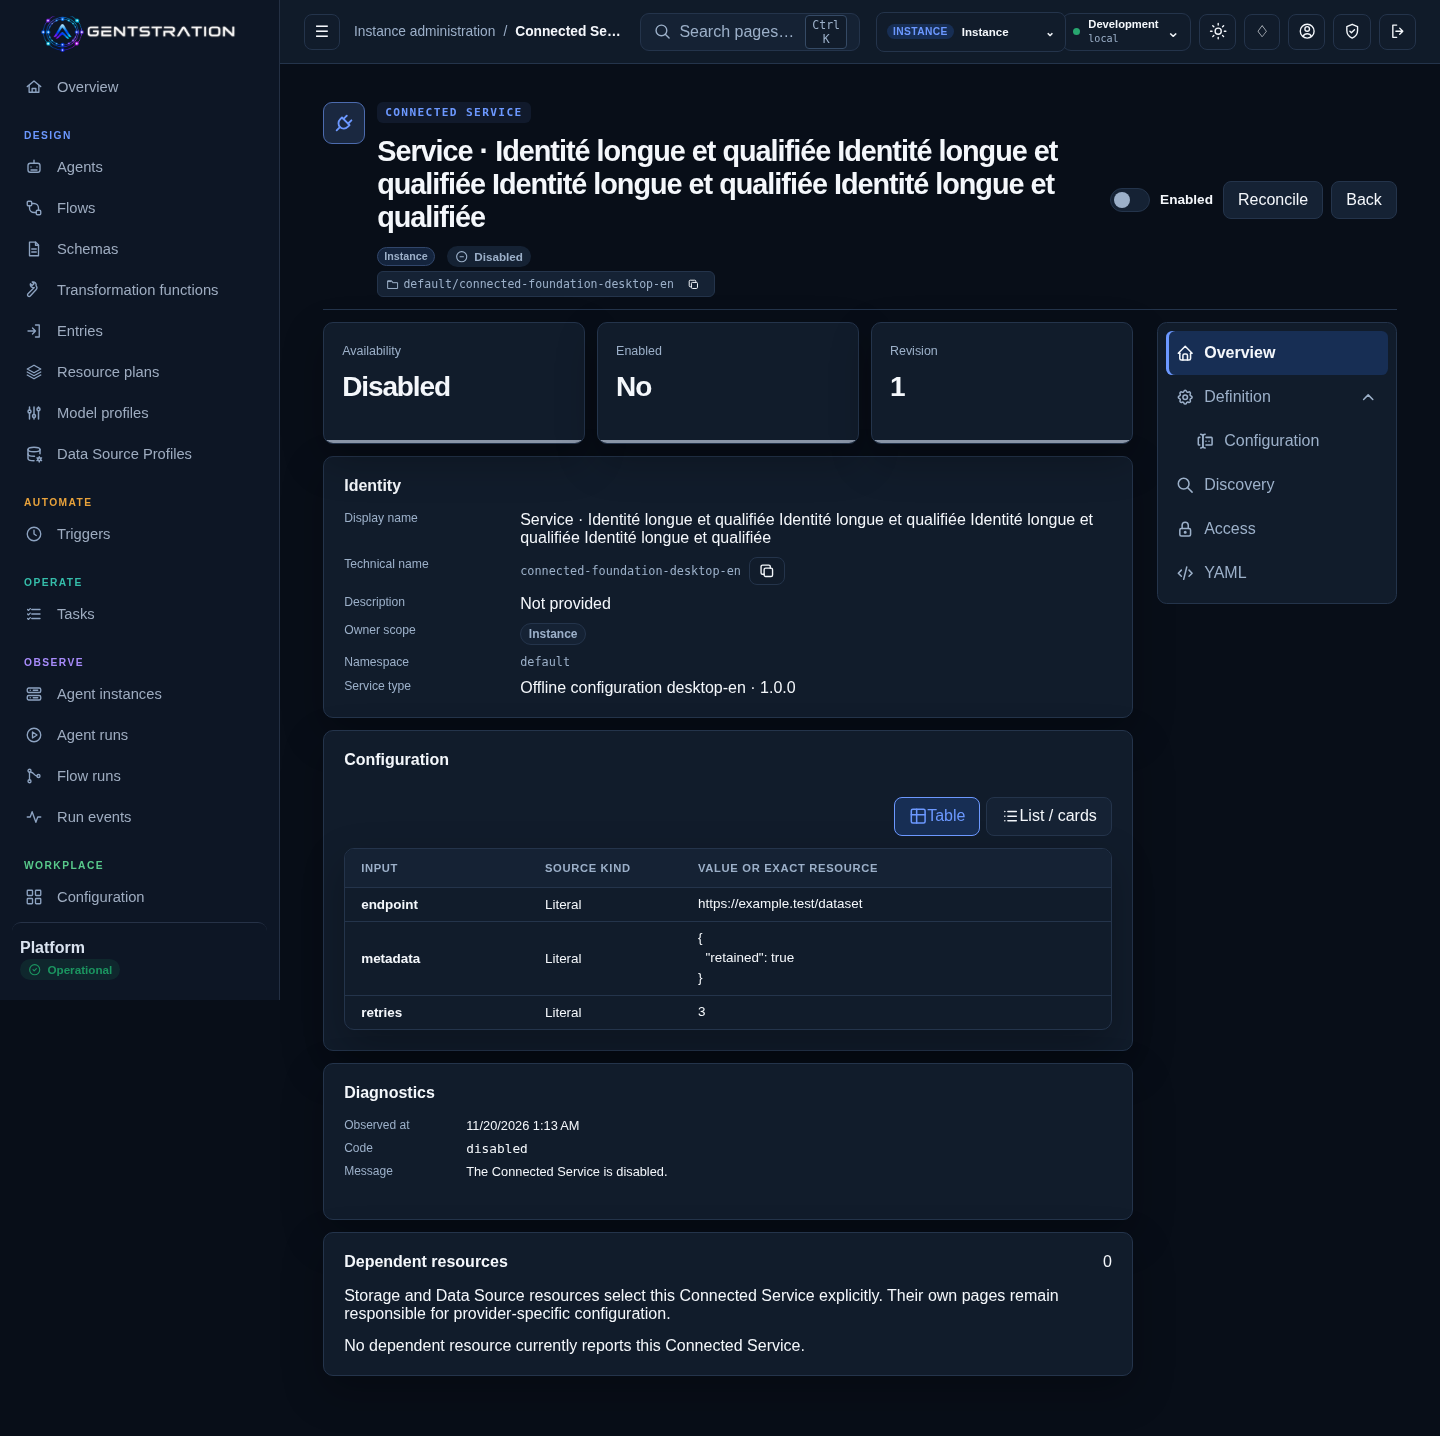 GENTSTRATION
Overview
DESIGN
Agents
Flows
Schemas
Transformation functions
Entries
Resource plans
Model profiles
Data Source Profiles
AUTOMATE
Triggers
OPERATE
Tasks
OBSERVE
Agent instances
Agent runs
Flow runs
Run events
WORKPLACE
Configuration
Platform
Operational
Instance administration / Connected Se…
Search pages…
Ctrl
K
INSTANCE Instance
Development
local
CONNECTED SERVICE
Service · Identité longue et qualifiée Identité longue et
qualifiée Identité longue et qualifiée Identité longue et
qualifiée
Instance
Disabled
default/connected-foundation-desktop-en
Enabled
Reconcile
Back
Availability
Disabled
Enabled
No
Revision
1
Identity
Display name
Service · Identité longue et qualifiée Identité longue et qualifiée Identité longue et
qualifiée Identité longue et qualifiée
Technical name
connected-foundation-desktop-en
Description
Not provided
Owner scope
Instance
Namespace
default
Service type
Offline configuration desktop-en · 1.0.0
Configuration
Table
List / cards
INPUT SOURCE KIND VALUE OR EXACT RESOURCE
endpoint Literal https://example.test/dataset
metadata Literal
{
"retained": true
}
retries Literal 3
Diagnostics
Observed at 11/20/2026 1:13 AM
Code disabled
Message The Connected Service is disabled.
Dependent resources 0
Storage and Data Source resources select this Connected Service explicitly. Their own pages remain
responsible for provider-specific configuration.
No dependent resource currently reports this Connected Service.
Overview
Definition
Configuration
Discovery
Access
YAML